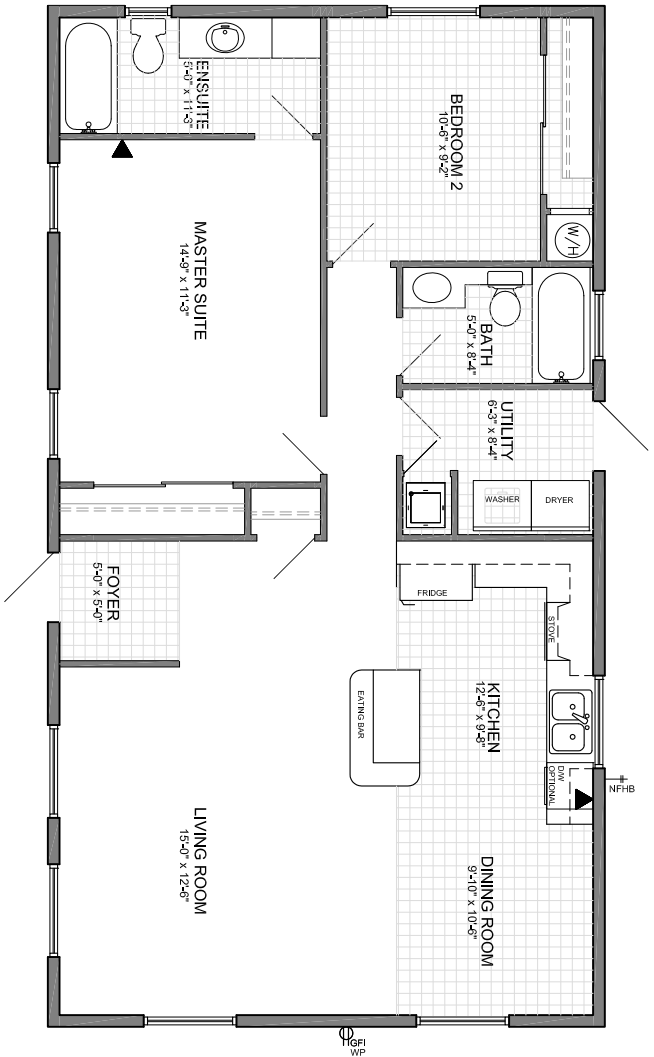 ENSUITE
5'-0" x 11'-3"
BEDROOM 2
10'-6" x 9'-2"
W/H
MASTER SUITE
14'-9" x 11'-3"
BATH
5'-0" x 8'-4"
UTILITY
6'-3" x 8'-4"
WASHER
DRYER
FOYER
5'-0" x 5'-0"
FRIDGE
STOVE
EATING BAR
KITCHEN
12'-6" x 9'-8"
D/W
OPTIONAL
NFHB
LIVING ROOM
15'-0" x 12'-6"
DINING ROOM
9'-10" x 10'-6"
GFI
WP